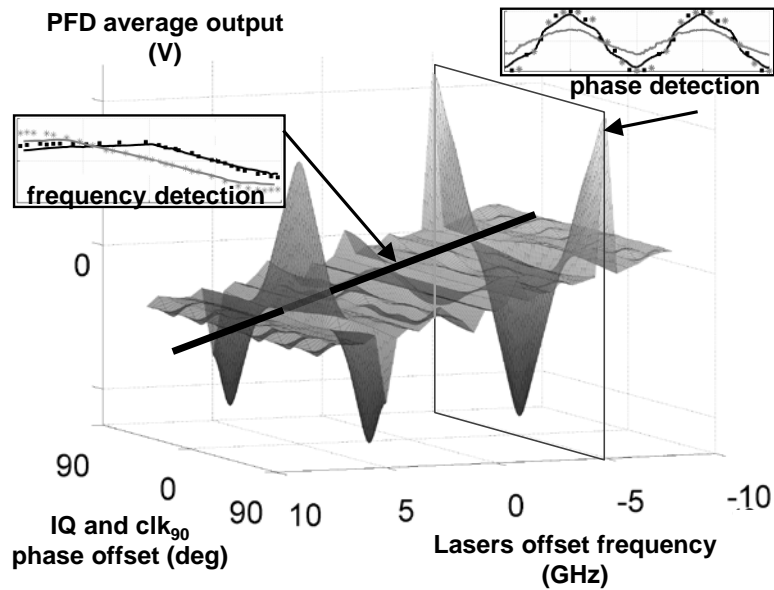 PFD average output
(V)
phase detection
frequency detection
0
90
0
90
10
5
0
-5
-10
IQ and clk90
phase offset (deg)
Lasers offset frequency
(GHz)